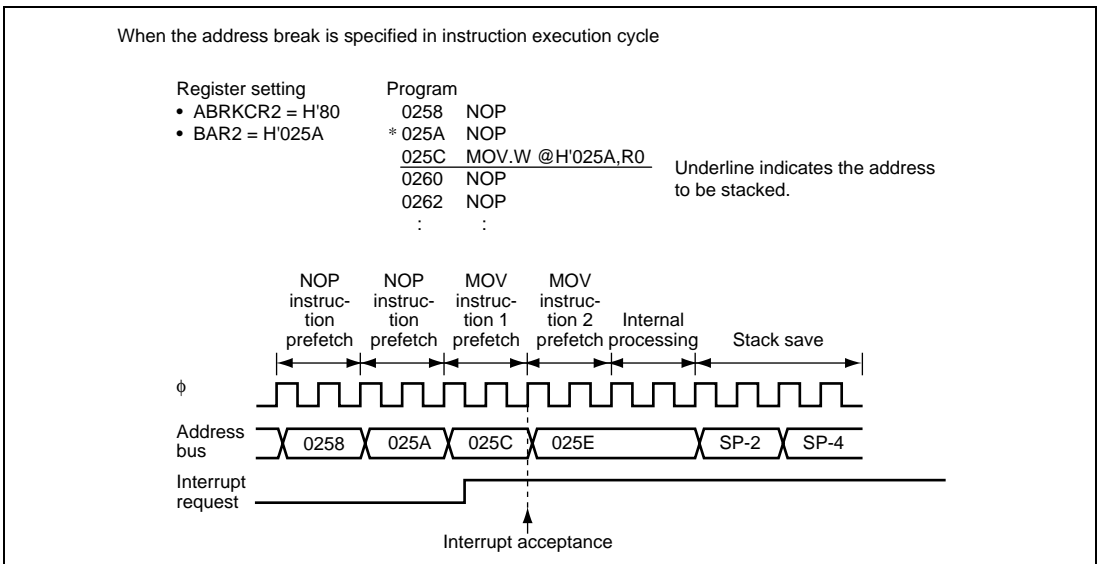 When the address break is specified in instruction execution cycle
Register setting
• ABRKCR2 = H'80
• BAR2 = H'025A
Program
0258 NOP
* 025A NOP
025C MOV.W @H'025A,R0
0260 NOP
0262 NOP
: :
Underline indicates the address
to be stacked.
NOP
instruc-
tion
prefetch
NOP
instruc-
tion
prefetch
MOV
instruc-
tion 1
prefetch
MOV
instruc-
tion 2
prefetch
Internal
processing
Stack save
φ
Address
bus
0258 025A 025C 025E SP-2 SP-4
Interrupt
request
Interrupt acceptance